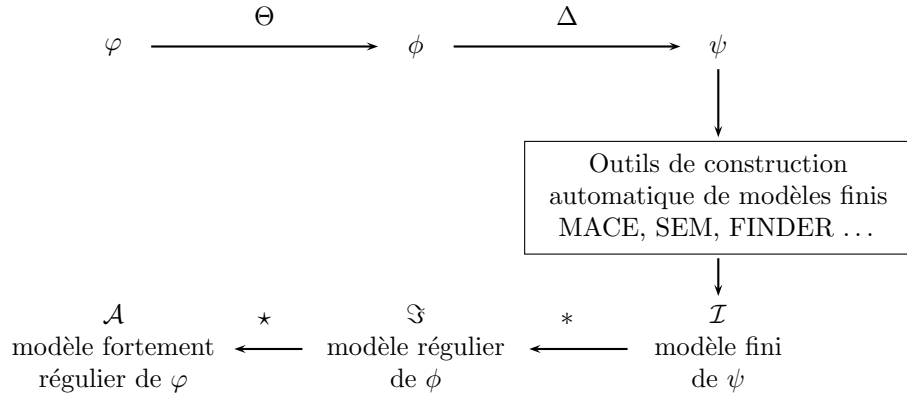 Θ Δ
φ ϕ ψ
Outils de construction
automatique de modèles finis
MACE, SEM, FINDER …
𝒜 ⋆ ℑ * ℐ
modèle fortement modèle régulier modèle fini
régulier de φ de ϕ de ψ